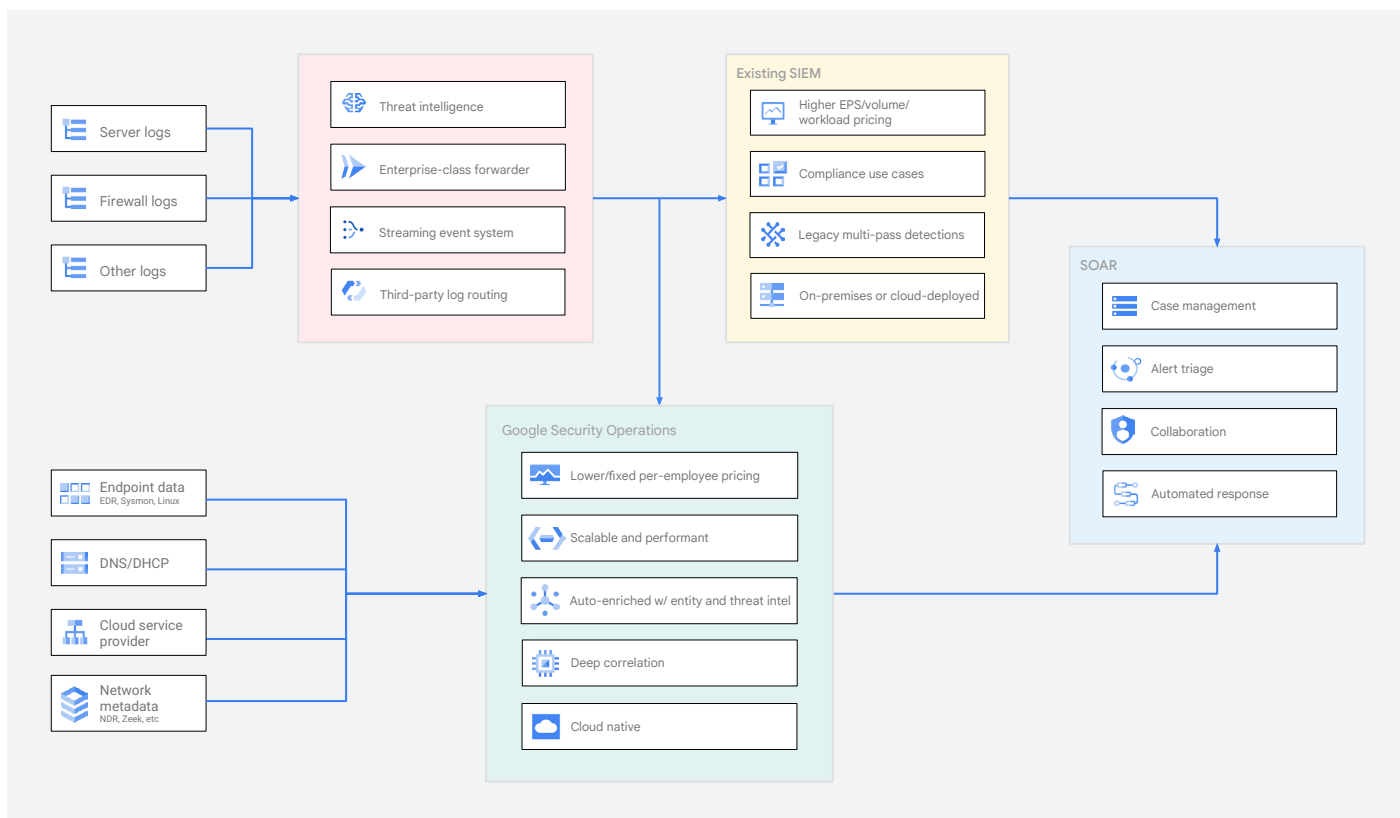 Server logs
Firewall logs
Other logs
Threat intelligence
Enterprise-class forwarder
Streaming event system
Third-party log routing
Existing SIEM
Higher EPS/volume/
workload pricing
Compliance use cases
Legacy multi-pass detections
On-premises or cloud-deployed
SOAR
Case management
Alert triage
Collaboration
Automated response
Endpoint data
EDR, Sysmon, Linux
DNS/DHCP
Cloud service
provider
Network
metadata
NDR, Zeek, etc
Google Security Operations
Lower/fixed per-employee pricing
Scalable and performant
Auto-enriched w/ entity and threat intel
Deep correlation
Cloud native